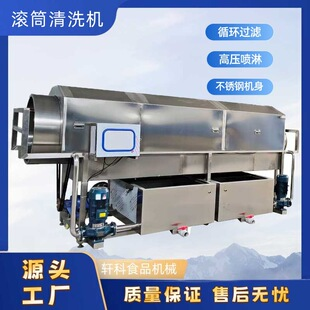 滚筒清洗机
循环过滤
高压喷淋
不锈钢机身
源头
工厂
轩科食品机械
质量保证 售后无忧